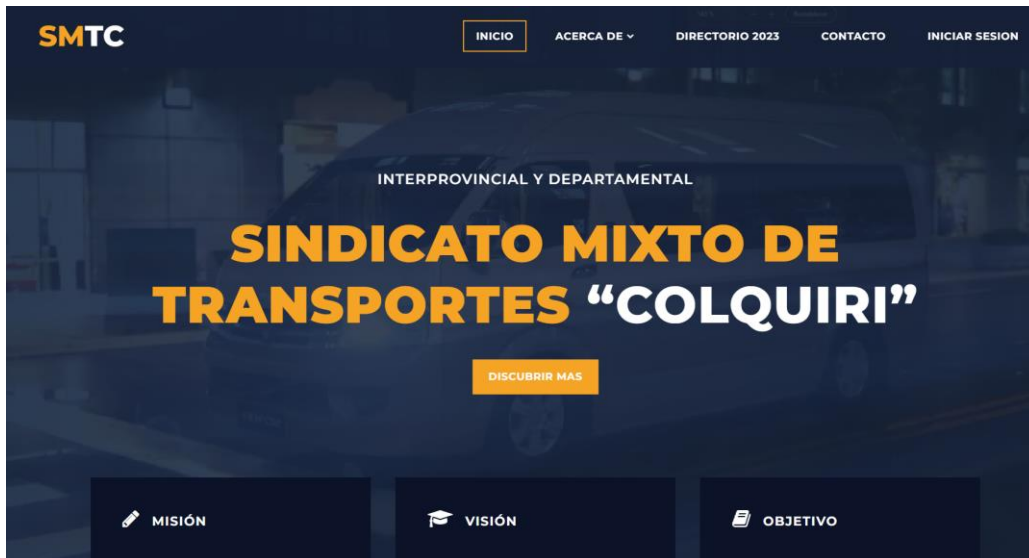 SMTC
INICIO ACERCA DE DIRECTORIO 2023 CONTACTO INICIAR SESION
INTERPROVINCIAL Y DEPARTAMENTAL
SINDICATO MIXTO DE
TRANSPORTES “COLQUIRI”
DISCUBRIR MAS
MISIÓN
VISIÓN
OBJETIVO